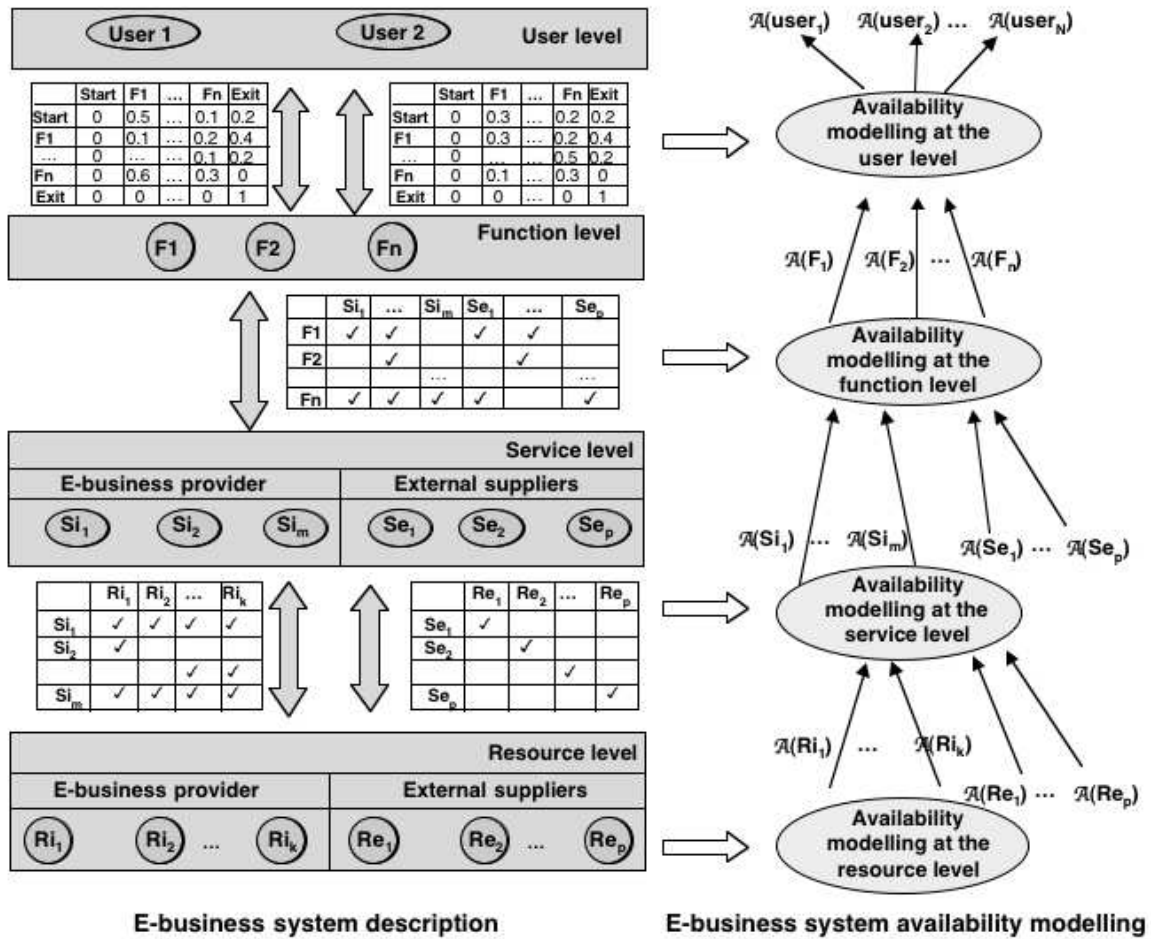 User 1 User 2 User level
Start F1 ... Fn Exit
Start 0 0.5 ... 0.1 0.2
F1 0 0.1 ... 0.2 0.4
... 0 ... ... 0.1 0.2
Fn 0 0.6 ... 0.3 0
Exit 0 0 ... 0 1
Start F1 ... Fn Exit
Start 0 0.3 ... 0.2 0.2
F1 0 0.3 ... 0.2 0.4
... 0 ... ... 0.5 0.2
Fn 0 0.1 ... 0.3 0
Exit 0 0 ... 0 1
F1 F2 Fn Function level
Si1 ... Sim Se1 ... Sep
F1 ✓ ✓ ✓ ✓
F2 ✓ ✓
... ...
Fn ✓ ✓ ✓ ✓ ✓
Service level
E-business provider External suppliers
Si1 Si2 Sim Se1 Se2 Sep
Ri1 Ri2 ... Rik
Si1 ✓ ✓ ✓ ✓
Si2 ✓
✓ ✓
Sim ✓ ✓ ✓ ✓
Re1 Re2 ... Rep
Se1 ✓
Se2 ✓
✓
Sep ✓
Resource level
E-business provider External suppliers
Ri1 Ri2 ... Rik Re1 Re2 ... Rep
E-business system description
A(user1) A(user2) ... A(userN)
Availability
modelling at the
user level
A(F1) A(F2) ... A(Fn)
Availability
modelling at the
function level
A(Si1) ... A(Sim) A(Se1) ... A(Sep)
Availability
modelling at the
service level
A(Ri1) ... A(Rik)
A(Re1) ... A(Rep)
Availability
modelling at the
resource level
E-business system availability modelling